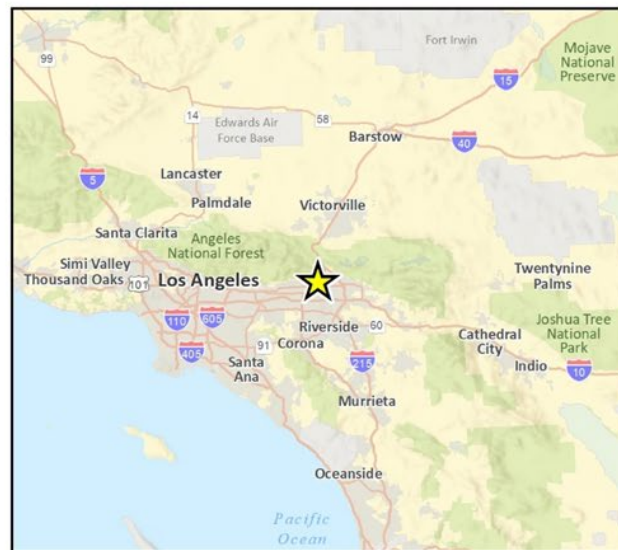 Fort Irwin
Mojave
National
Preserve
99
15
14
Edwards Air
Force Base
58
Barstow
40
5
Lancaster
Palmdale
Victorville
Santa Clarita
Angeles
National Forest
Simi Valley
Thousand Oaks
101
Los Angeles
Twentynine
Palms
110
605
Riverside
60
Corona
Cathedral
City
Joshua Tree
National
Park
405
91
Santa
Ana
215
Indio
10
Murrieta
Oceanside
Pacific
Ocean